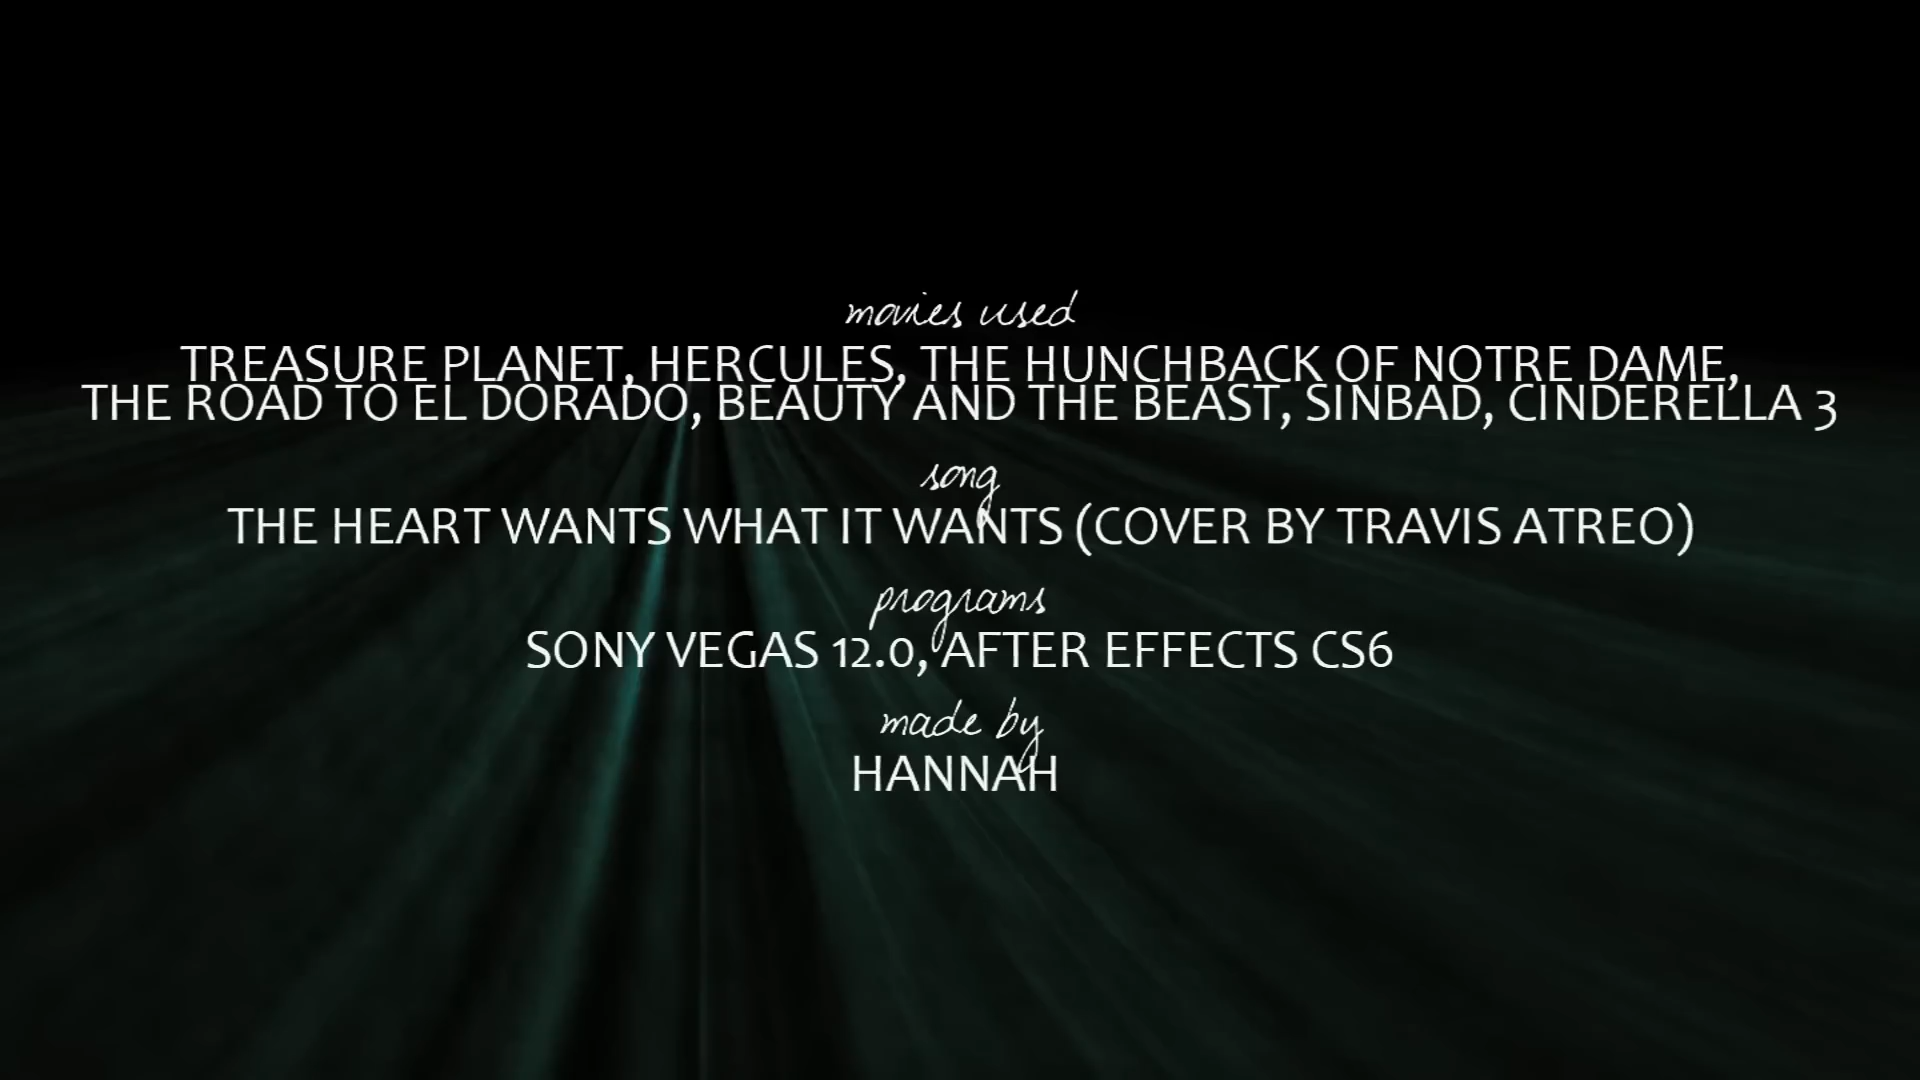 movies used
TREASURE PLANET, HERCULES, THE HUNCHBACK OF NOTRE DAME,
THE ROAD TO EL DORADO, BEAUTY AND THE BEAST, SINBAD, CINDERELLA 3
song
THE HEART WANTS WHAT IT WANTS (COVER BY TRAVIS ATREO)
programs
SONY VEGAS 12.0, AFTER EFFECTS CS6
made by
HANNAH